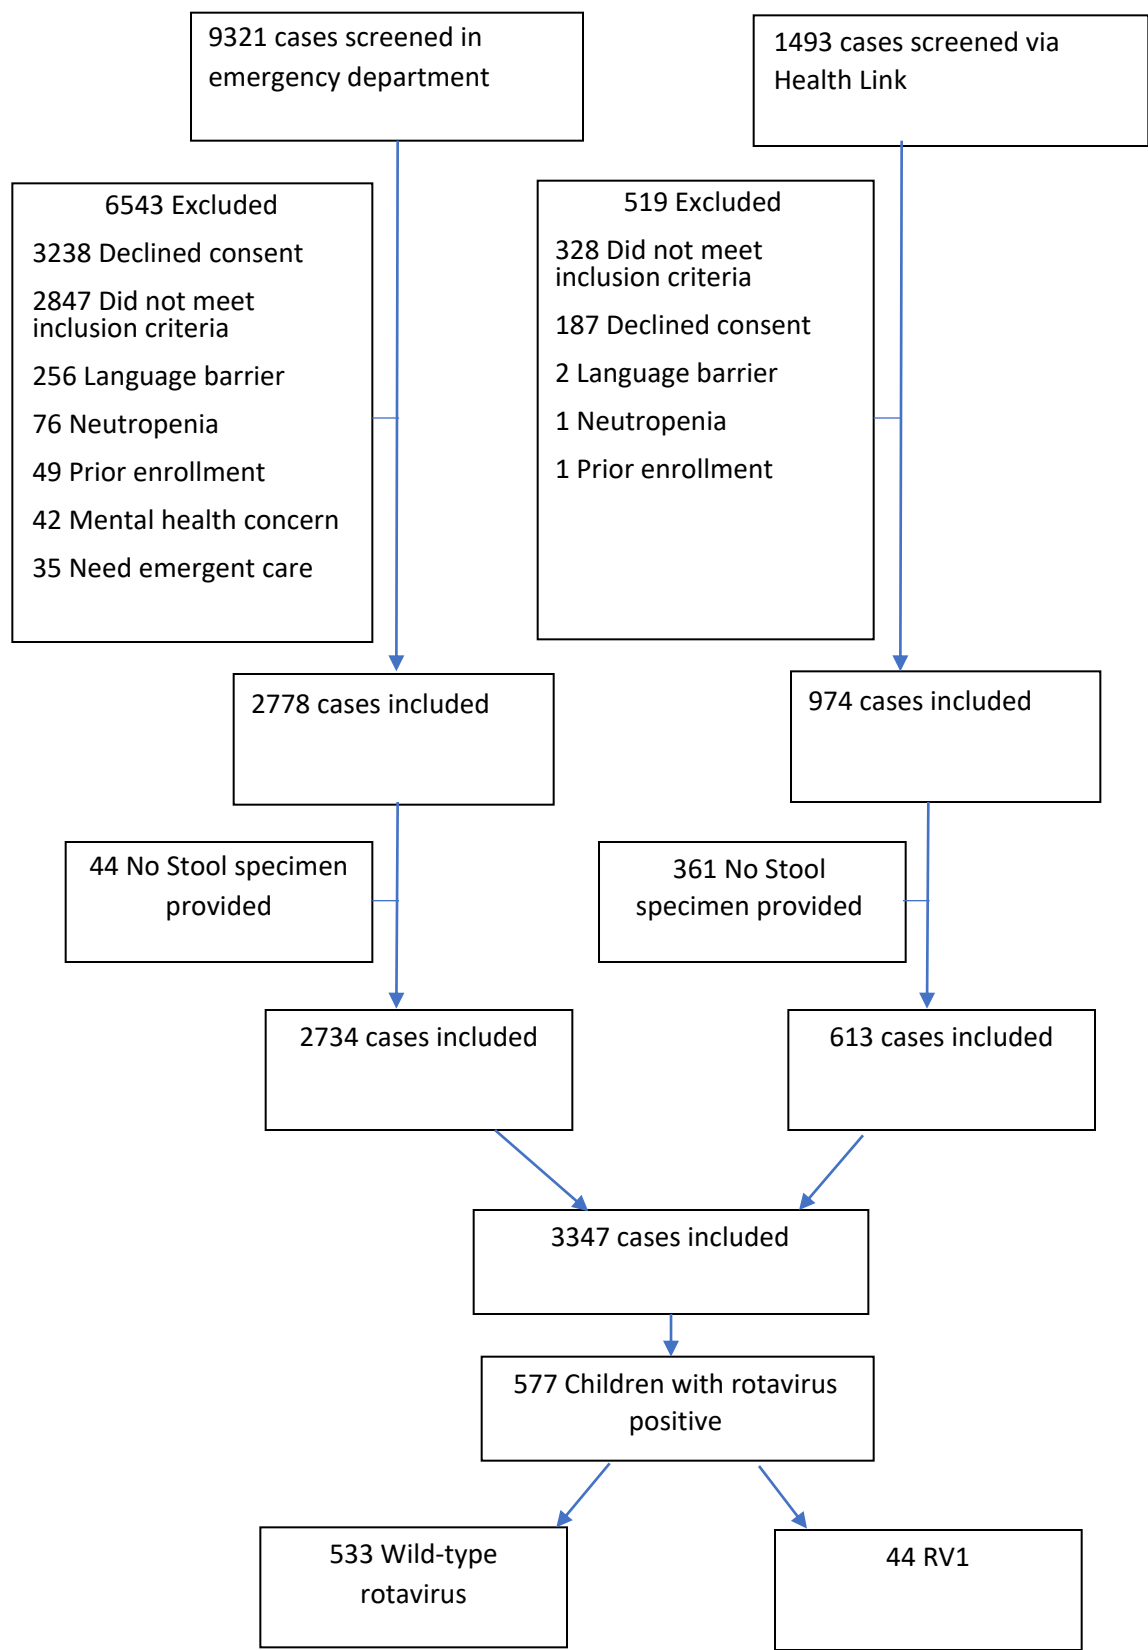 9321 cases screened in
emergency department
1493 cases screened via
Health Link
6543 Excluded
3238 Declined consent
2847 Did not meet
inclusion criteria
256 Language barrier
76 Neutropenia
49 Prior enrollment
42 Mental health concern
35 Need emergent care
519 Excluded
328 Did not meet
inclusion criteria
187 Declined consent
2 Language barrier
1 Neutropenia
1 Prior enrollment
2778 cases included
974 cases included
44 No Stool specimen
provided
361 No Stool
specimen provided
2734 cases included
613 cases included
3347 cases included
577 Children with rotavirus
positive
533 Wild-type
rotavirus
44 RV1